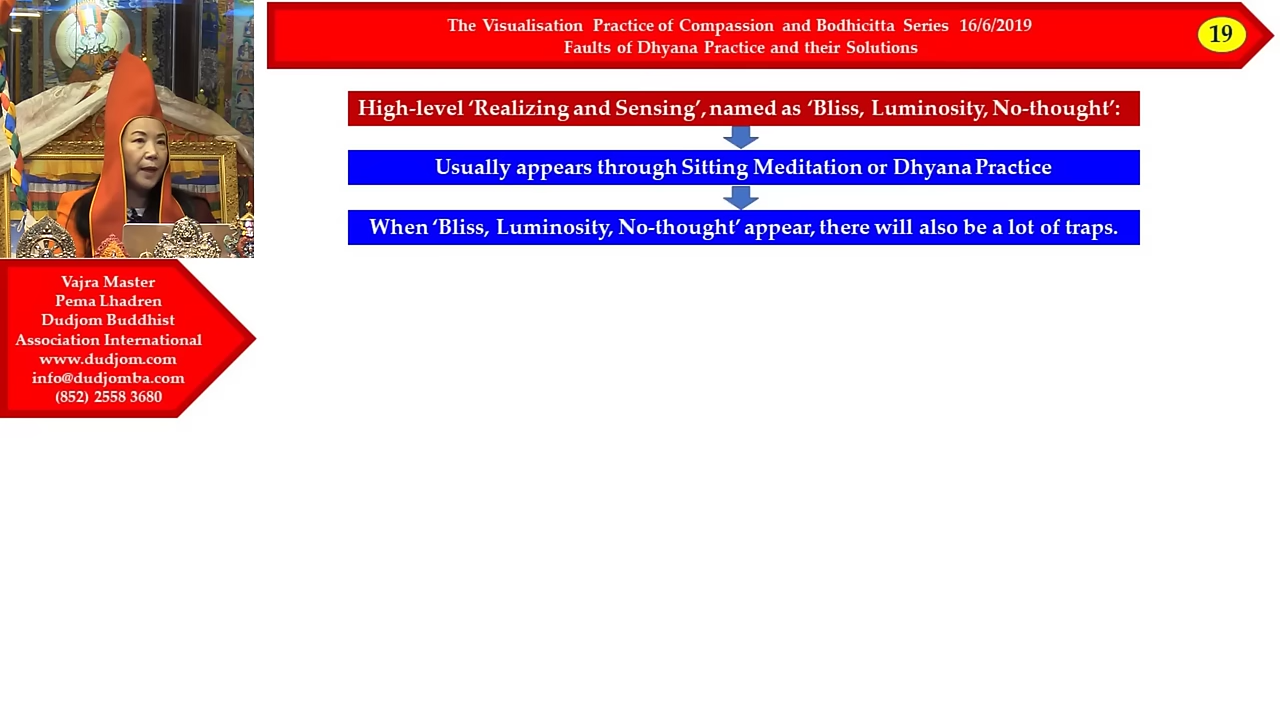 The Visualisation Practice of Compassion and Bodhicitta Series 16/6/2019
Faults of Dhyana Practice and their Solutions
19
High-level ‘Realizing and Sensing’, named as ‘Bliss, Luminosity, No-thought’:
Usually appears through Sitting Meditation or Dhyana Practice
When ‘Bliss, Luminosity, No-thought’ appear, there will also be a lot of traps.
Vajra Master
Pema Lhadren
Dudjom Buddhist
Association International
www.dudjom.com
info@dudjomba.com
(852) 2558 3680